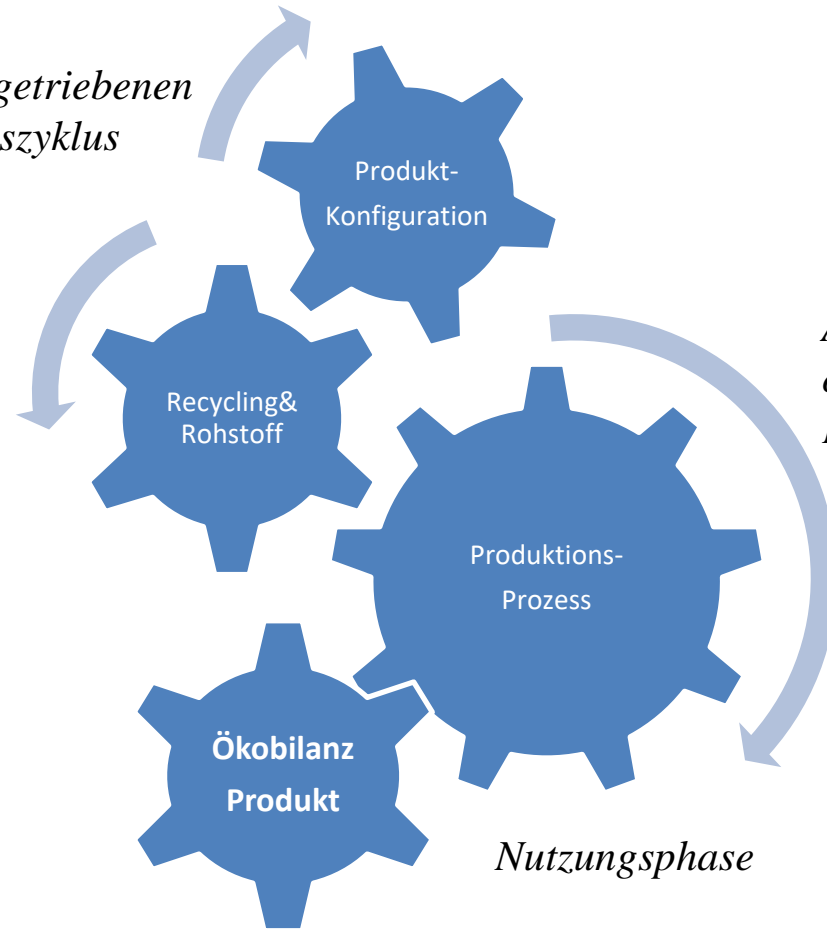 getriebenen
szyklus
Produkt-
Konfiguration
Recycling&
Rohstoff
Produktions-
Prozess
Ökobilanz
Produkt
Nutzungsphase